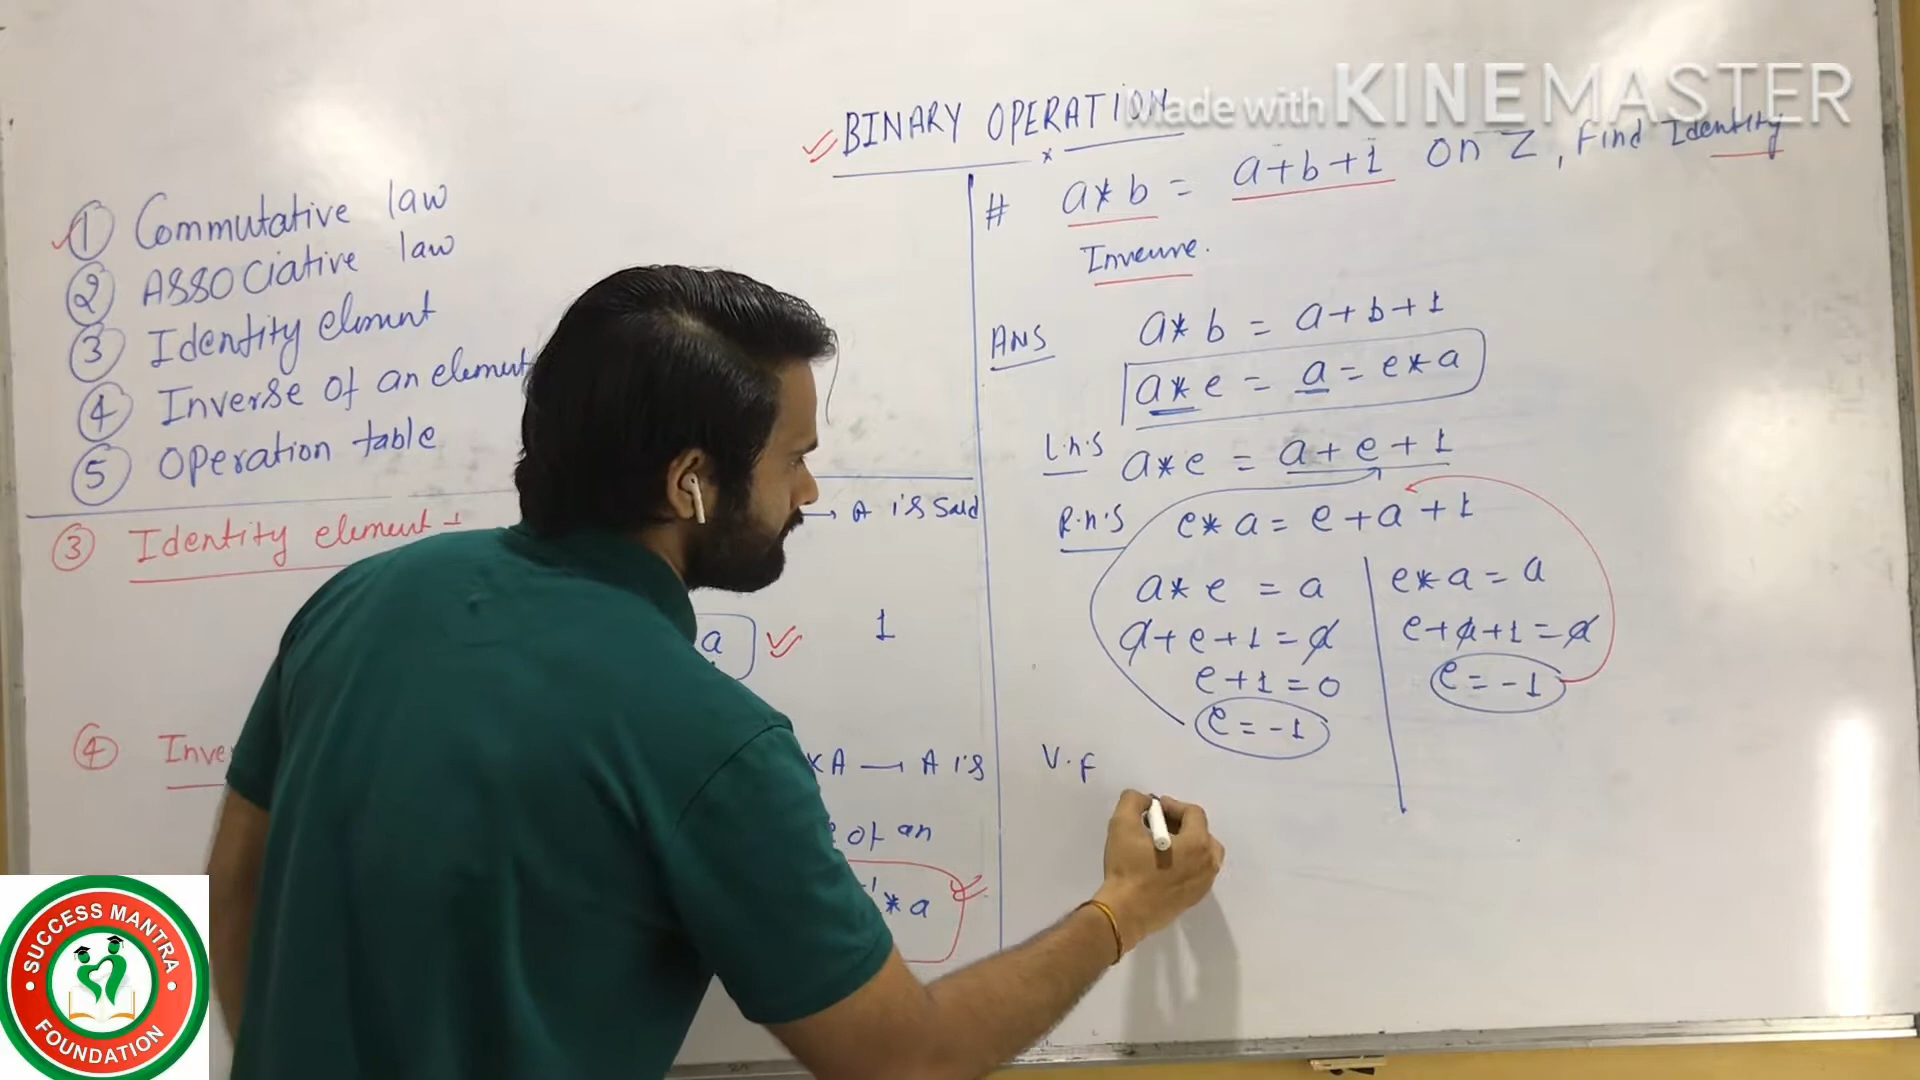 Made with KINEMASTER
BINARY OPERATION
① Commutative law
② Associative law
③ Identity element
④ Inverse of an element
⑤ Operation table
③ Identity element
→ A is Said
a
1
④ Inve
×A → A is
of an
* a
# a * b = a+b+1 on Z, Find Identity
Inverse.
Ans a * b = a+b+1
a * e = a = e * a
L.h.S a * e = a + e + 1
R.h.S e * a = e + a + 1
a * e = a
a + e + 1 = a
e + 1 = 0
e = -1
e * a = a
e + a + 1 = a
e = -1
V.F
SUCCESS MANTRA
FOUNDATION